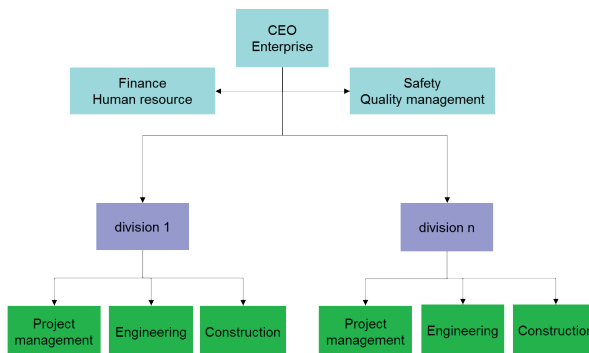 CEO
Enterprise
Finance
Human resource
Safety
Quality management
division 1
division n
Project
management
Engineering
Construction
Project
management
Engineering
Construction